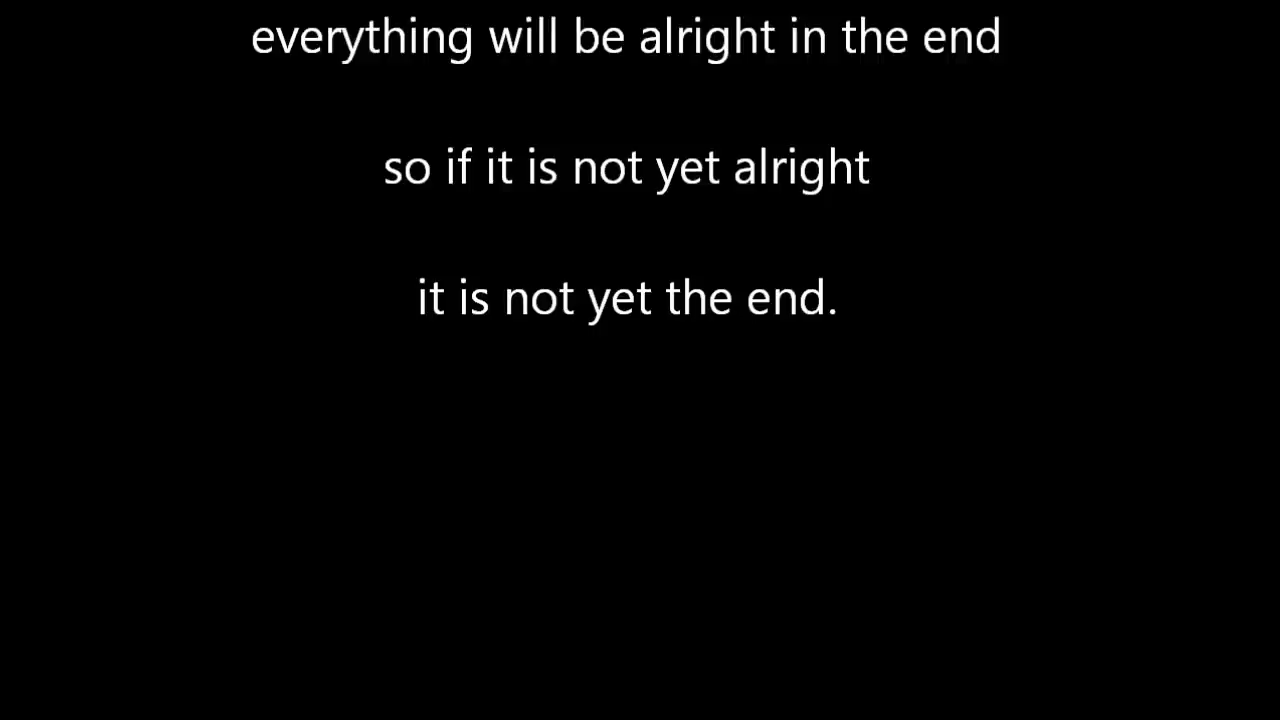 everything will be alright in the end
so if it is not yet alright
it is not yet the end.